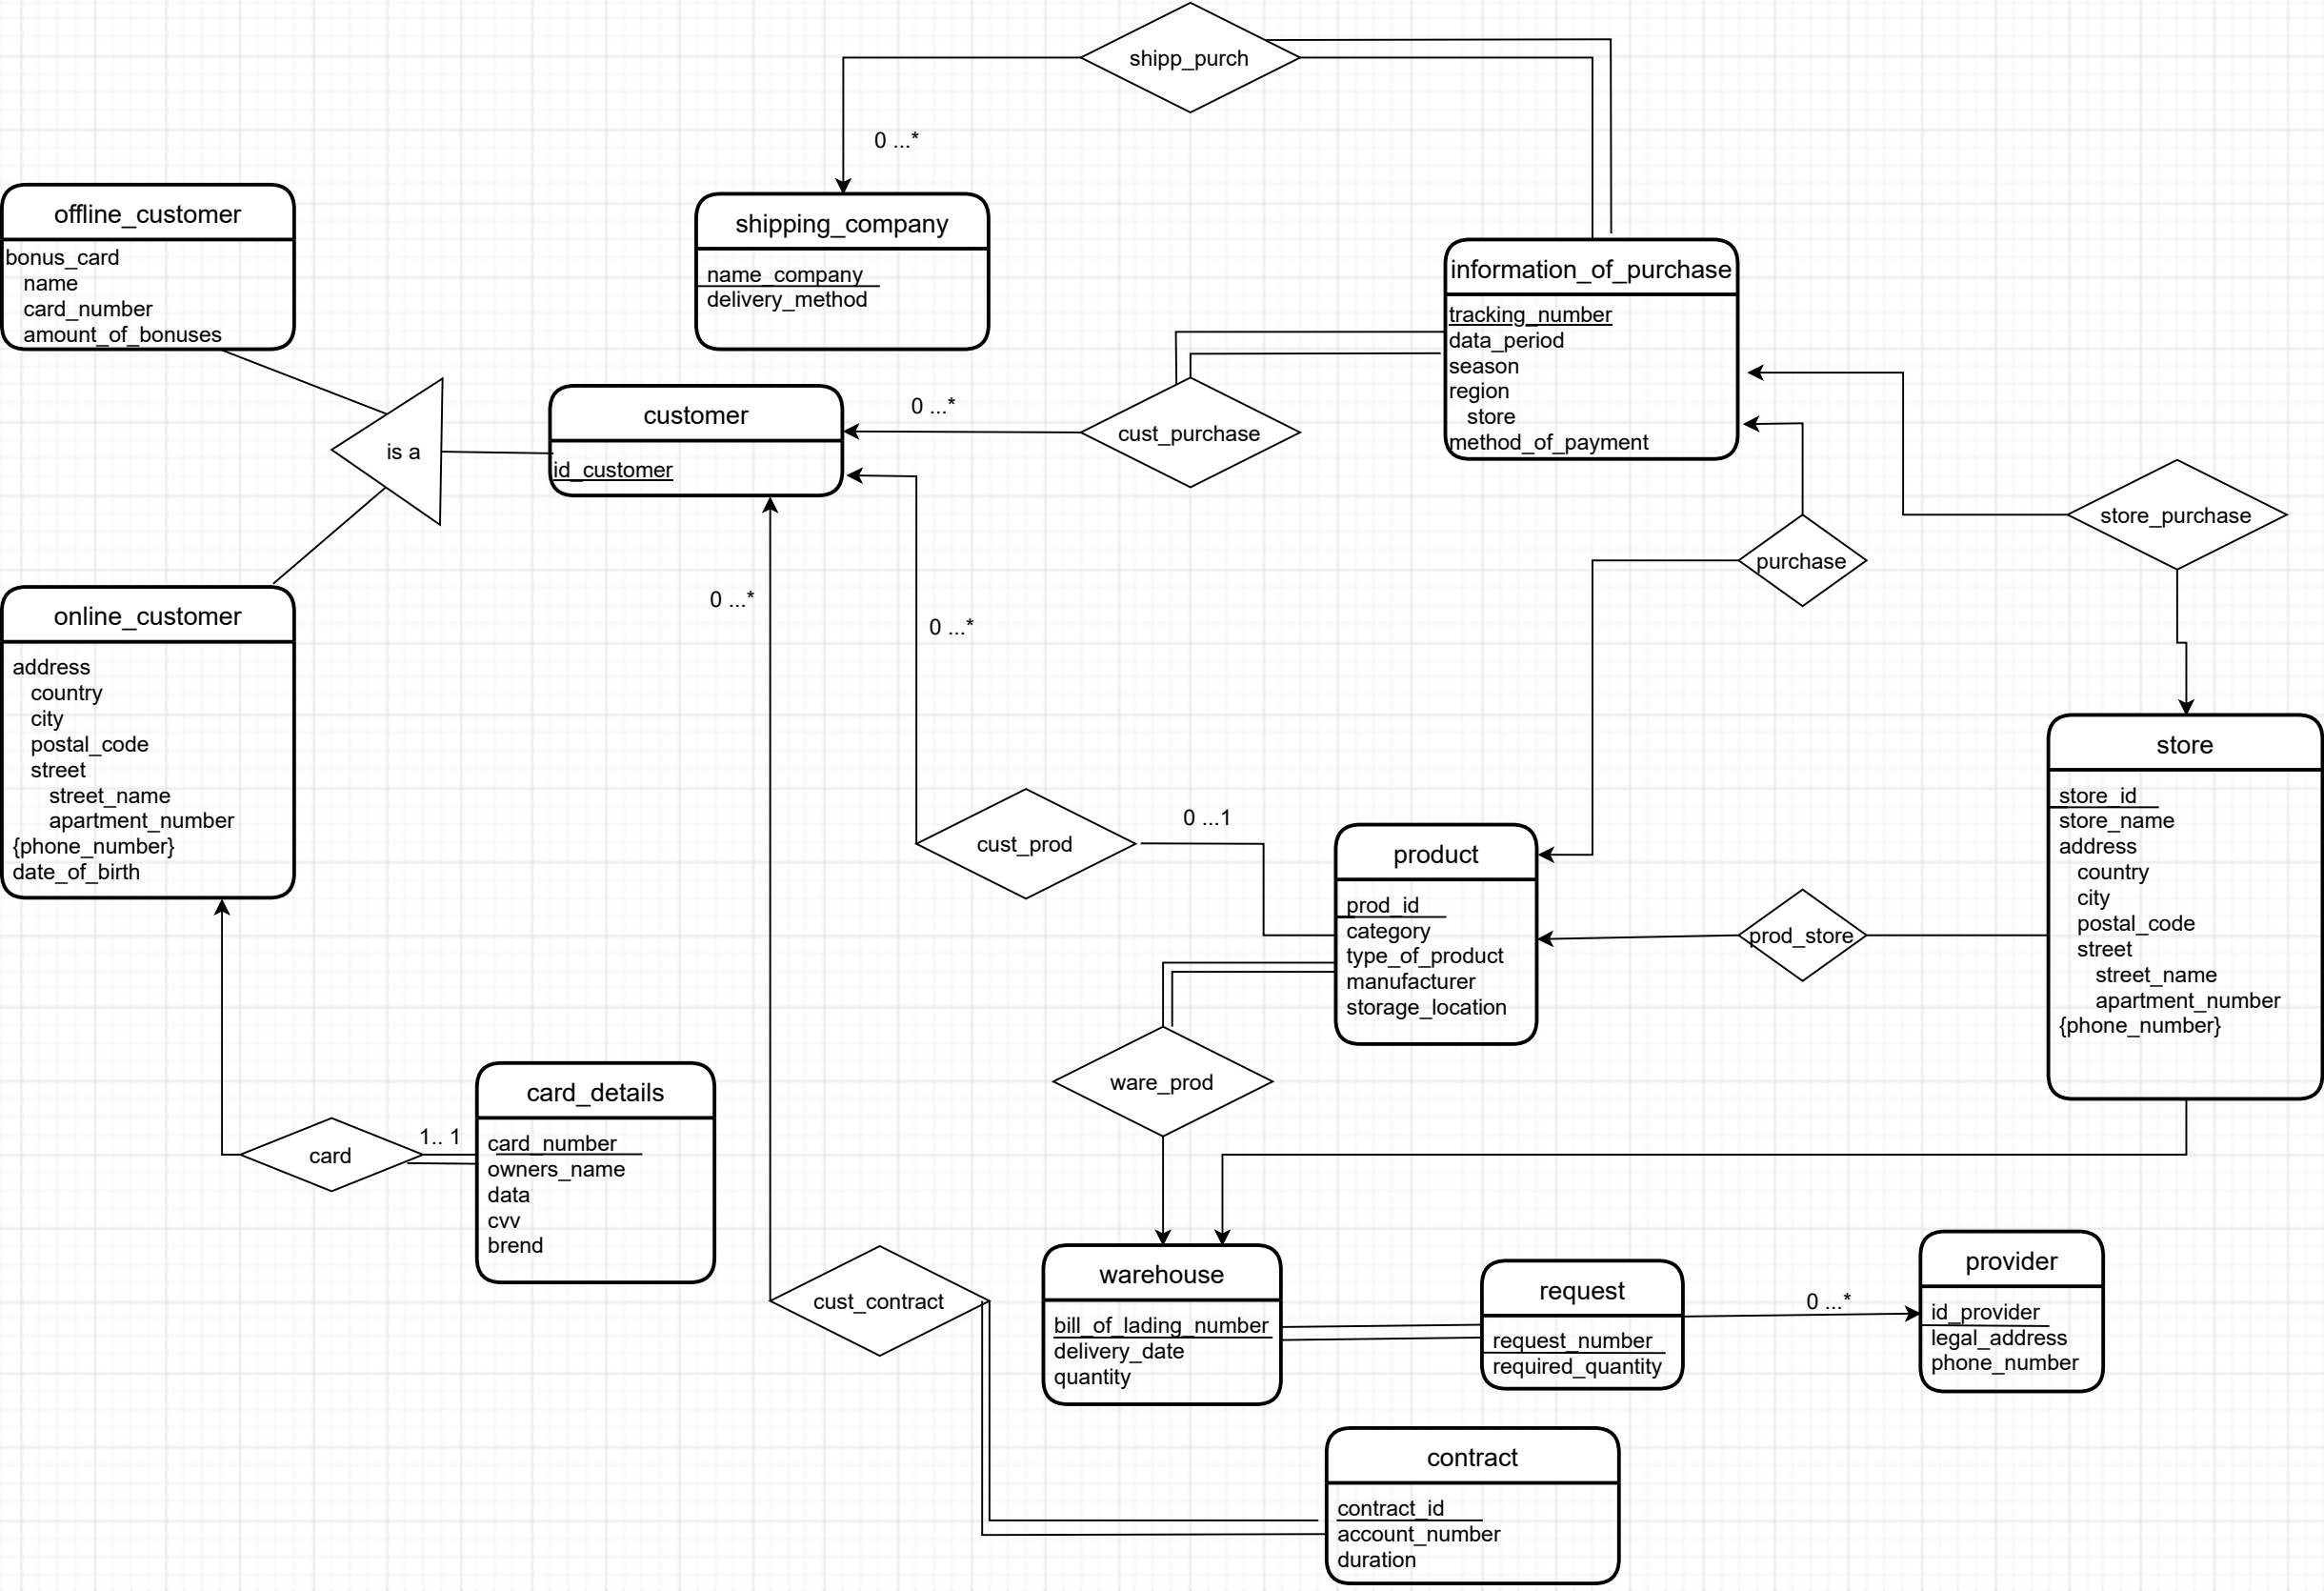 shipp_purch
0 ...*
offline_customer
bonus_card
name
card_number
amount_of_bonuses
shipping_company
name_company
delivery_method
information_of_purchase
tracking_number
data_period
season
region
store
method_of_payment
is a
customer
id_customer
0 ...*
cust_purchase
store_purchase
purchase
0 ...*
0 ...*
online_customer
address
country
city
postal_code
street
street_name
apartment_number
{phone_number}
date_of_birth
cust_prod
0 ...1
product
prod_id
category
type_of_product
manufacturer
storage_location
prod_store
store
store_id
store_name
address
country
city
postal_code
street
street_name
apartment_number
{phone_number}
ware_prod
card
1.. 1
card_details
card_number
owners_name
data
cvv
brend
cust_contract
warehouse
bill_of_lading_number
delivery_date
quantity
request
request_number
required_quantity
0 ...*
provider
id_provider
legal_address
phone_number
contract
contract_id
account_number
duration